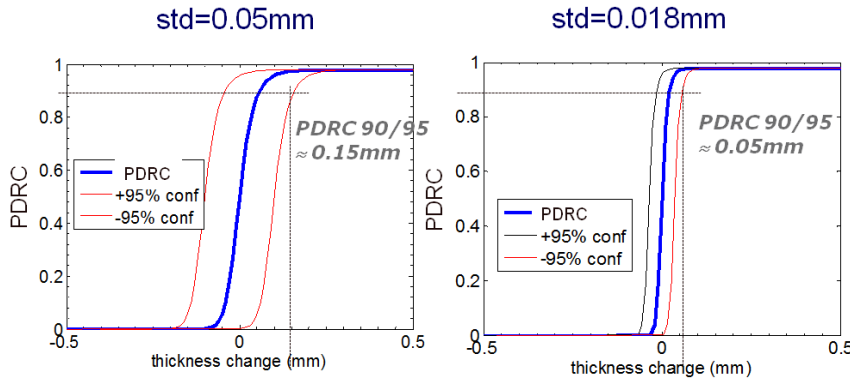 std=0.05mm
PDRC
1
0.8
0.6
0.4
0.2
0
-0.5
0
0.5
thickness change (mm)
PDRC
+95% conf
-95% conf
PDRC 90/95
≈0.15mm
std=0.018mm
PDRC
1
0.8
0.6
0.4
0.2
0
-0.5
0
0.5
thickness change (mm)
PDRC
+95% conf
-95% conf
PDRC 90/95
≈0.05mm